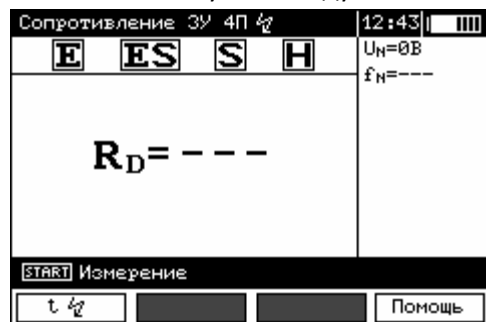 Сопротивление ЗУ 4П 12:43
E ES S H
U_N=0В
f_N=---
R_D=---
START Измерение
t Помощь